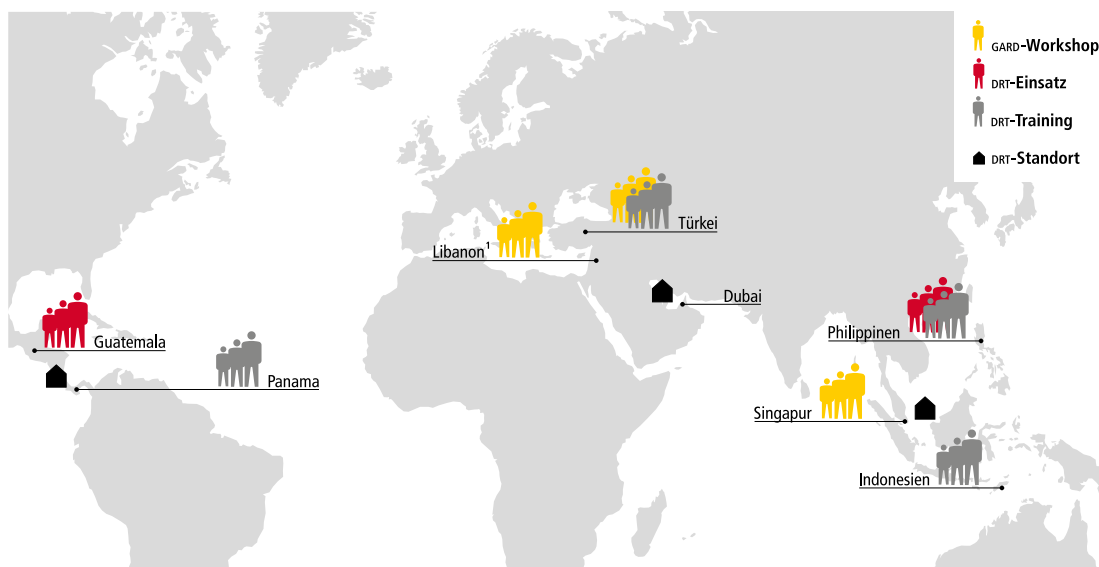 GARD-Workshop
DRT-Einsatz
DRT-Training
DRT-Standort
Türkei
Libanon¹
Dubai
Guatemala
Philippinen
Panama
Singapur
Indonesien